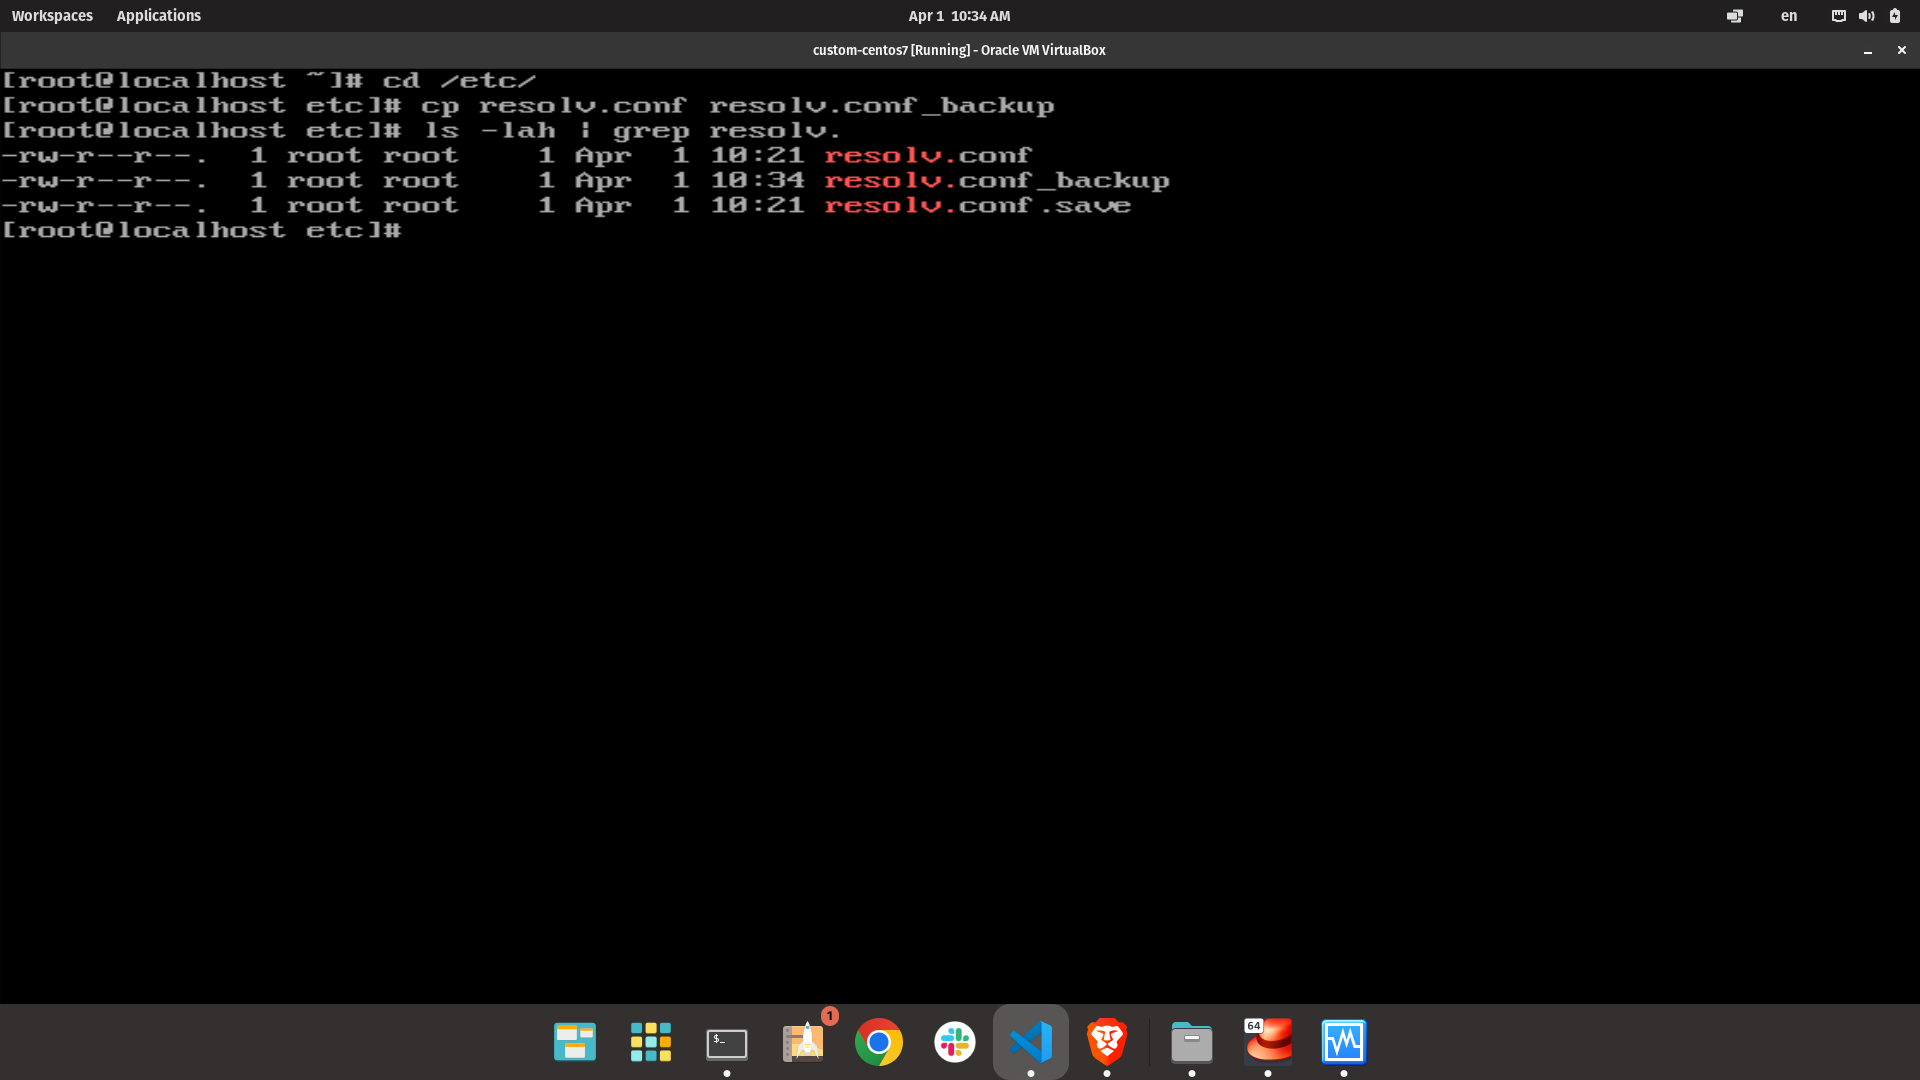 Workspaces Applications Apr 1 10:34 AM en
custom-centos7 [Running] - Oracle VM VirtualBox
[root@localhost ~]# cd /etc/
[root@localhost etc]# cp resolv.conf resolv.conf_backup
[root@localhost etc]# ls -lah | grep resolv.
-rw-r--r--.  1 root root    1 Apr  1 10:21 resolv.conf
-rw-r--r--.  1 root root    1 Apr  1 10:34 resolv.conf_backup
-rw-r--r--.  1 root root    1 Apr  1 10:21 resolv.conf.save
[root@localhost etc]#
$_ 1 64